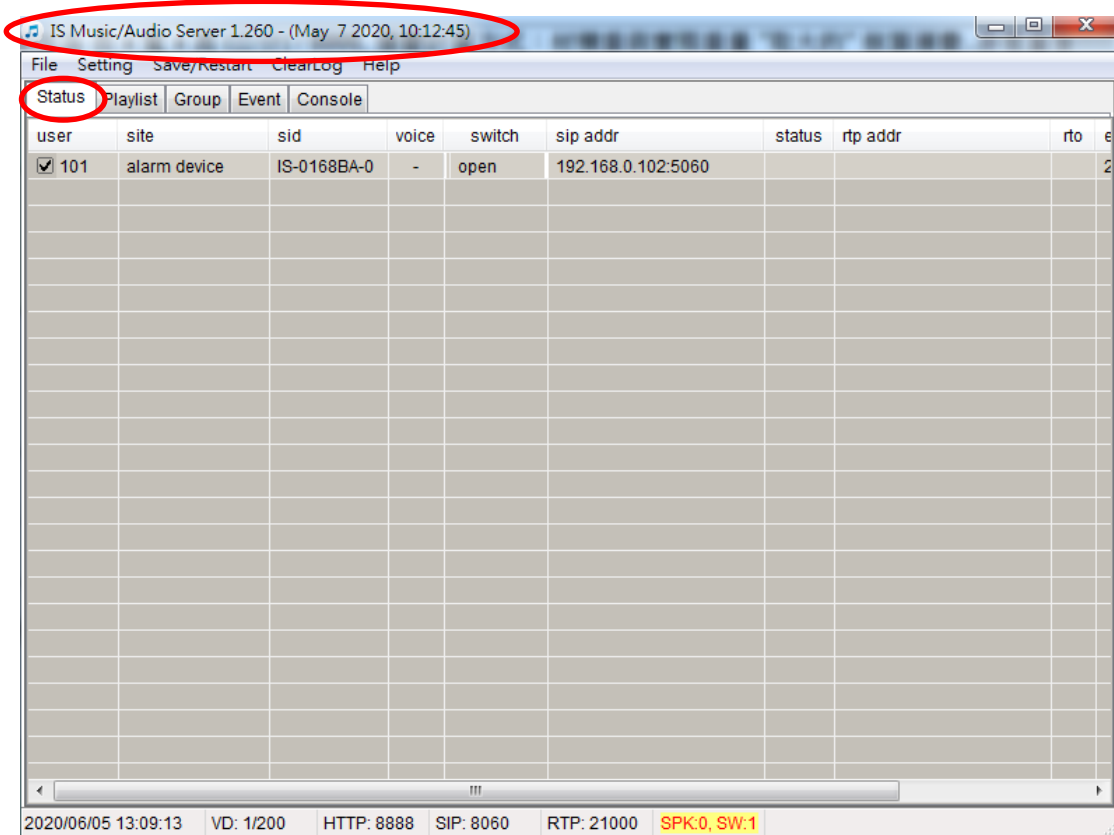 IS Music/Audio Server 1.260 - (May 7 2020, 10:12:45)
File Setting Save/Restart ClearLog Help
Status Playlist Group Event Console
user site sid voice switch sip addr status rtp addr rto
101 alarm device IS-0168BA-0 - open 192.168.0.102:5060 2
2020/06/05 13:09:13 VD: 1/200 HTTP: 8888 SIP: 8060 RTP: 21000 SPK:0, SW:1